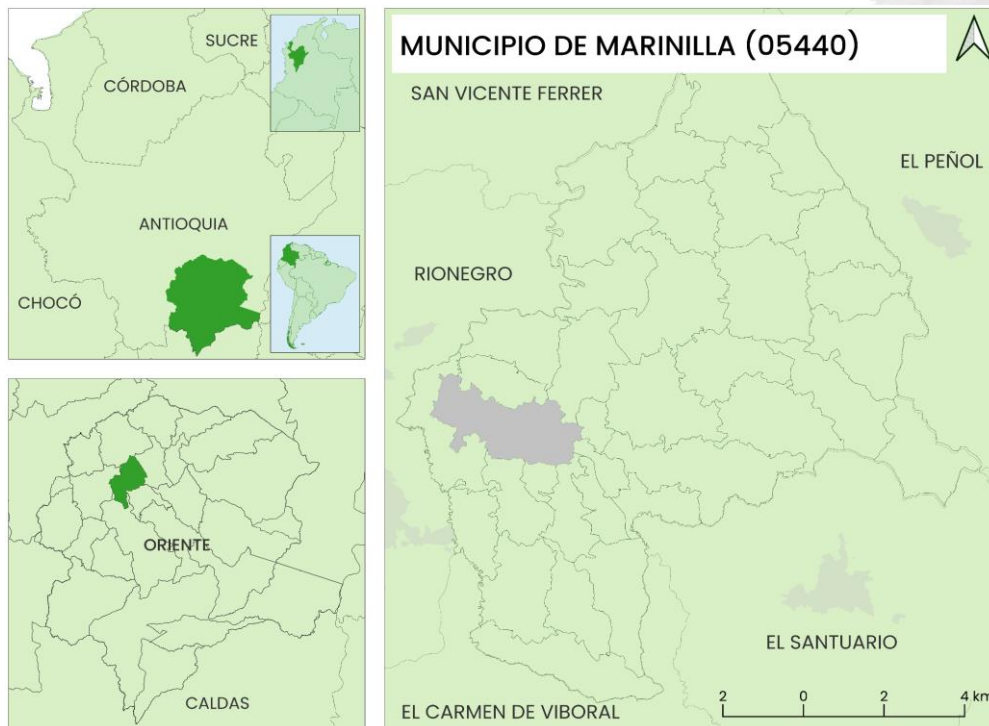 SUCRE
CÓRDOBA
ANTIOQUIA
CHOCÓ
ORIENTE
CALDAS
MUNICIPIO DE MARINILLA (05440)
SAN VICENTE FERRER
EL PEÑOL
RIONEGRO
EL SANTUARIO
EL CARMEN DE VIBORAL
2 0 2 4 km